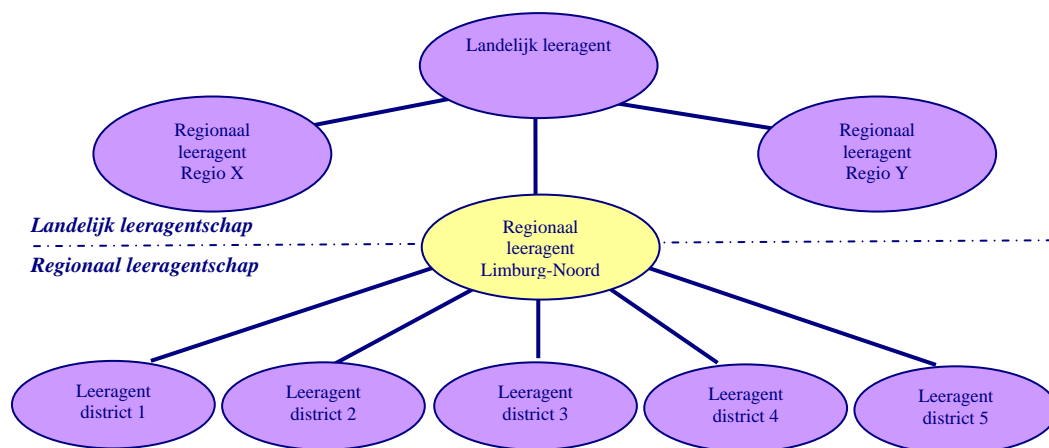 Landelijk leeragent
Regionaal
leeragent
Regio X
Regionaal
leeragent
Regio Y
Landelijk leeragentschap
Regionaal leeragentschap
Regionaal
leeragent
Limburg-Noord
Leeragent
district 1
Leeragent
district 2
Leeragent
district 3
Leeragent
district 4
Leeragent
district 5